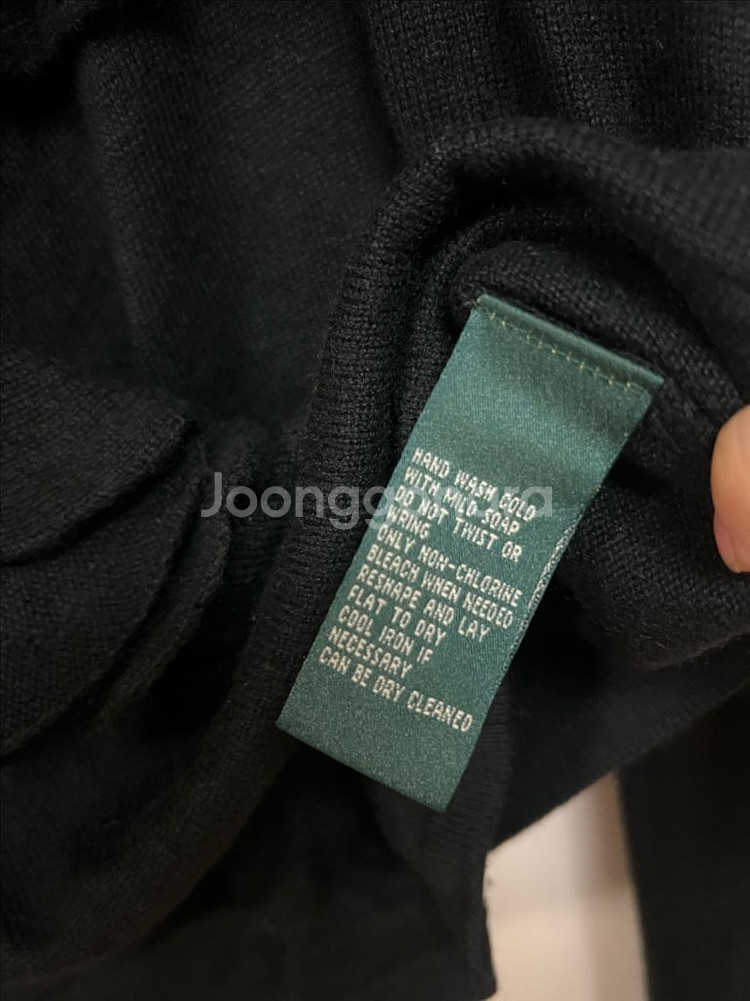 HAND WASH COLD
WITH MILD SOAP
DO NOT TWIST OR
WRING
ONLY NON-CHLORINE
BLEACH WHEN NEEDED
RESHAPE AND LAY
FLAT TO DRY
COOL IRON IF
NECESSARY
CAN BE DRY CLEANED
Joonggonara